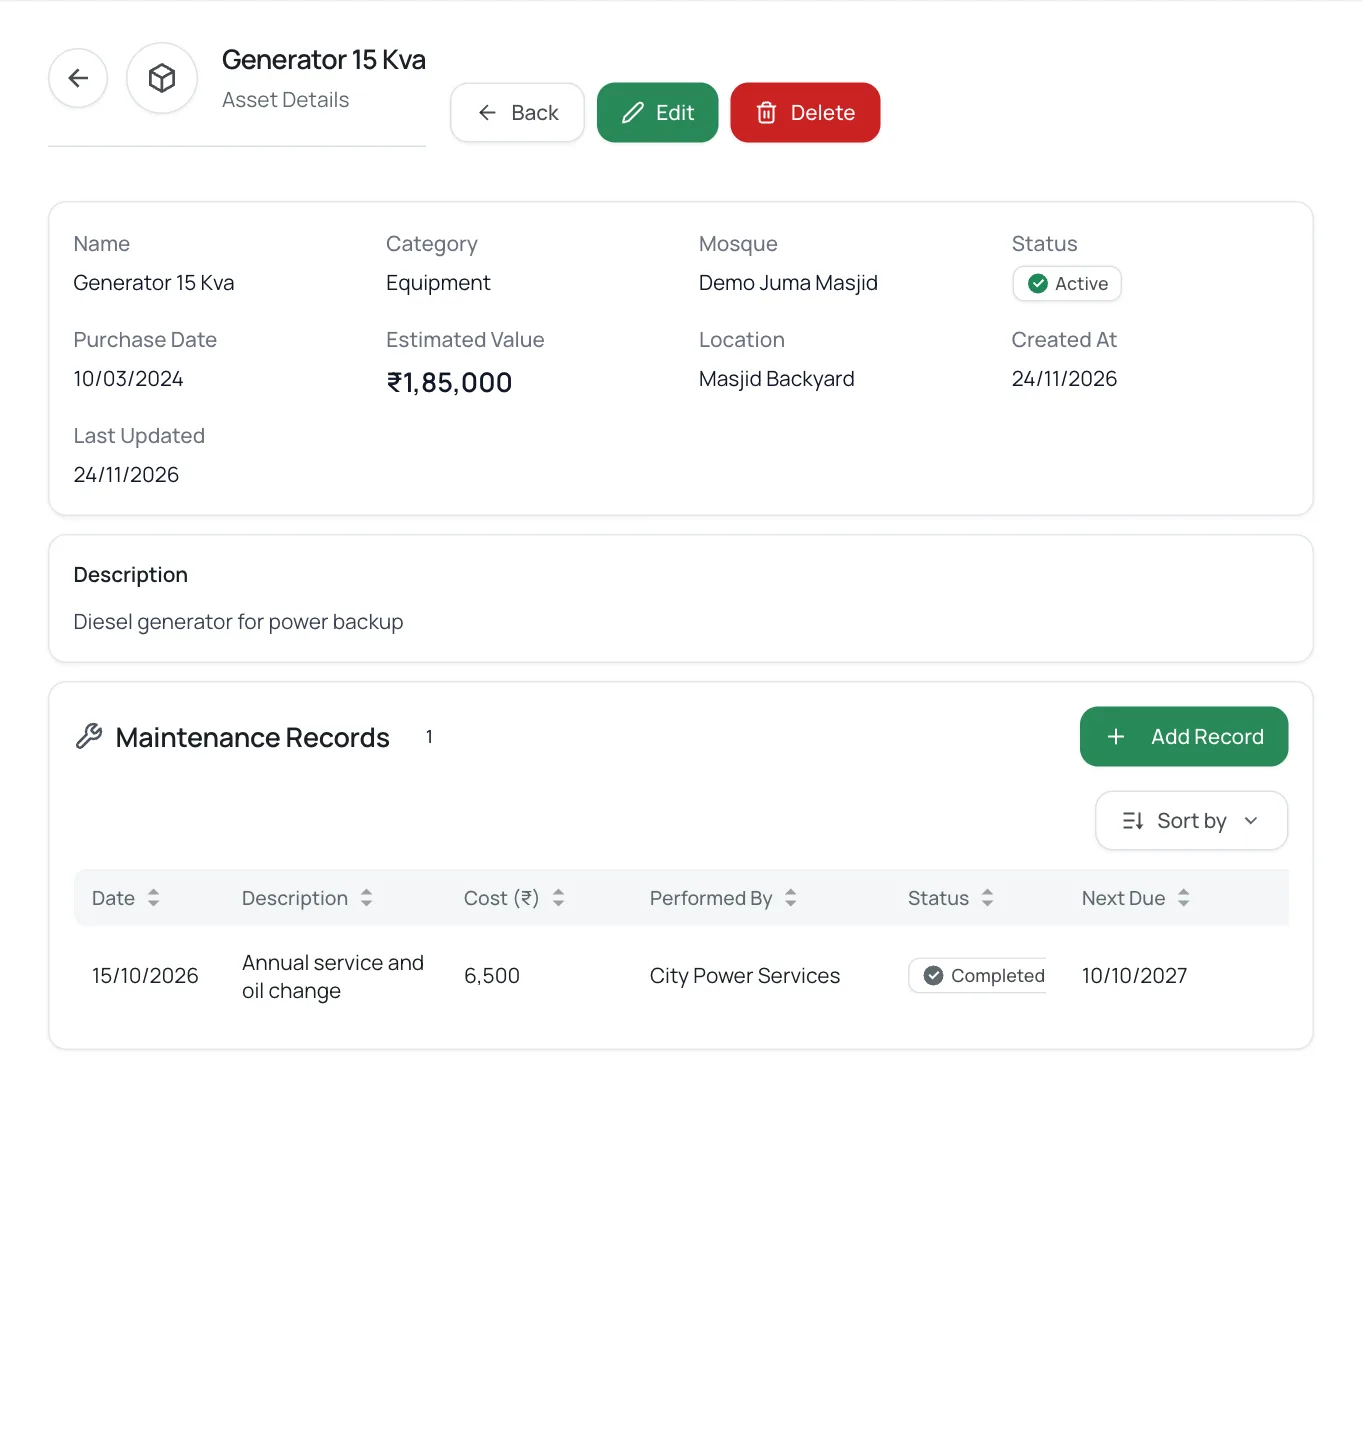 Generator 15 Kva
Asset Details
Back
Edit
Delete
Name
Category
Mosque
Status
Generator 15 Kva
Equipment
Demo Juma Masjid
Active
Purchase Date
Estimated Value
Location
Created At
10/03/2024
₹1,85,000
Masjid Backyard
24/11/2026
Last Updated
24/11/2026
Description
Diesel generator for power backup
Maintenance Records 1
Add Record
Sort by
Date
Description
Cost (₹)
Performed By
Status
Next Due
15/10/2026
Annual service and
oil change
6,500
City Power Services
Completed
10/10/2027